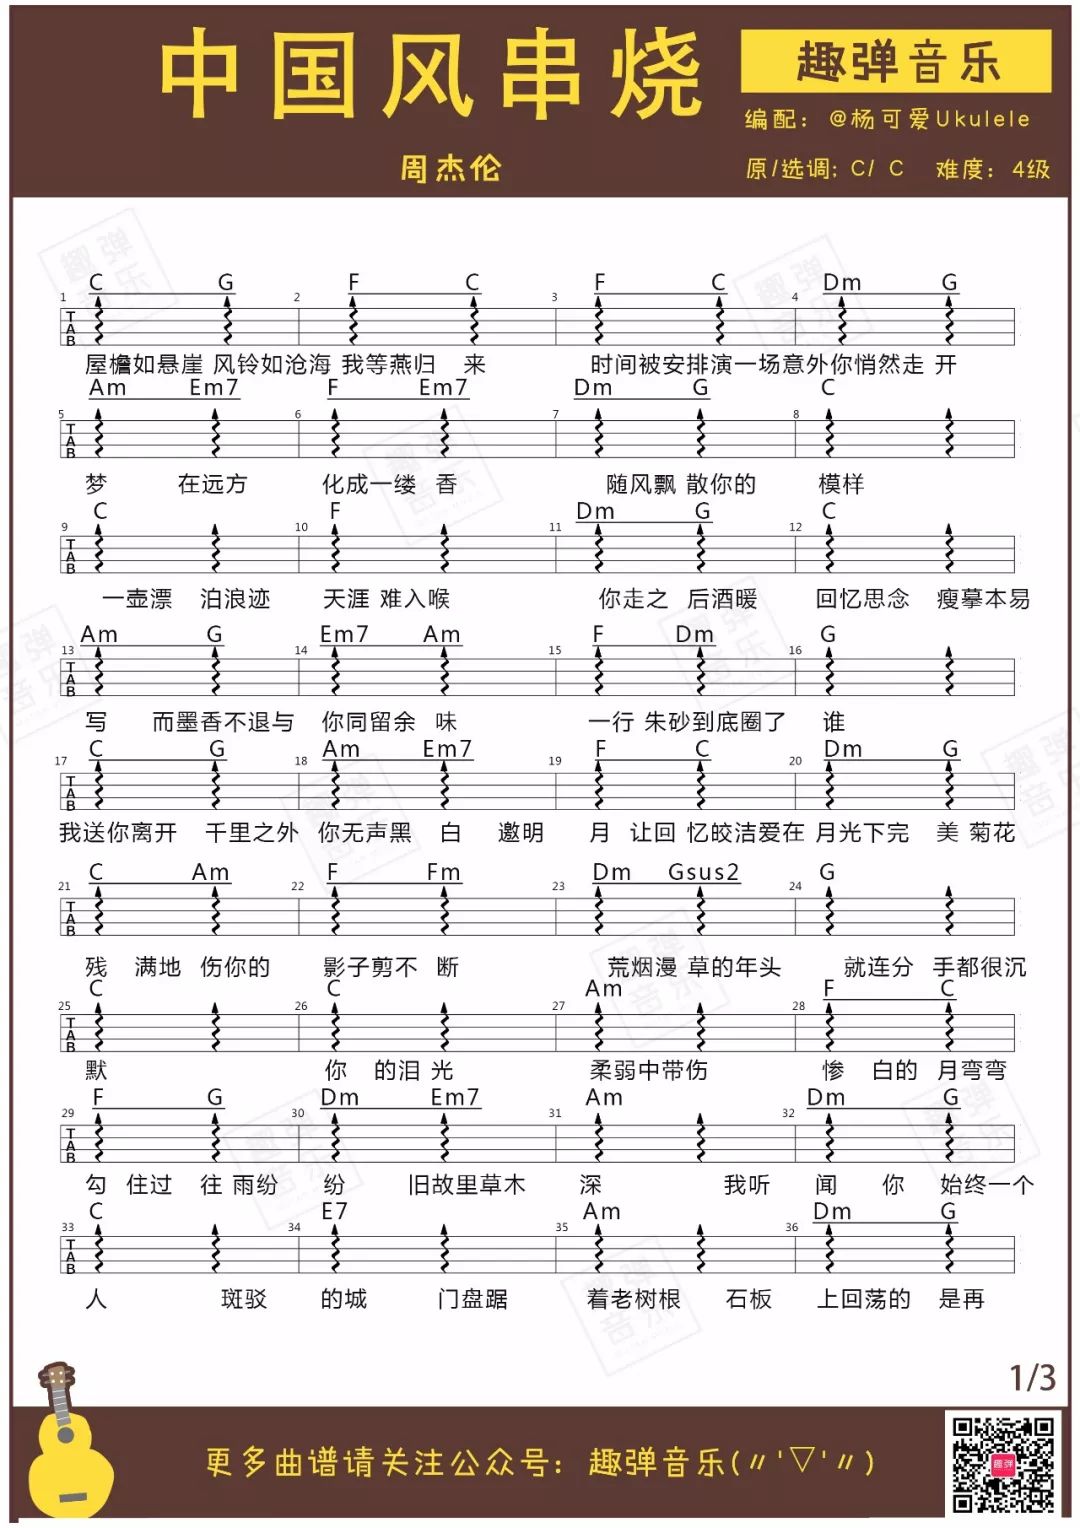 中国风串烧
趣弹音乐
编配：@杨可爱Ukulele
周杰伦
原/选调; C/ C 难度：4级
C G F C F C Dm G
1 2 3 4
TAB
屋檐如悬崖 风铃如沧海 我等燕归 来 时间被安排演一场意外你悄然走 开
Am Em7 F Em7 Dm G C
5 6 7 8
TAB
梦 在远方 化成一缕 香 随风飘 散你的 模样
C F Dm G C
9 10 11 12
TAB
一壶漂 泊浪迹 天涯 难入喉 你走之 后酒暖 回忆思念 瘦摹本易
Am G Em7 Am F Dm G
13 14 15 16
TAB
写 而墨香不退与 你同留余 味 一行 朱砂到底圈了 谁
C G Am Em7 F C Dm G
17 18 19 20
TAB
我送你离开 千里之外 你无声黑 白 邀明 月 让回 忆皎洁爱在 月光下完 美 菊花
C Am F Fm Dm Gsus2 G
21 22 23 24
TAB
残 满地 伤你的 影子剪不 断 荒烟漫 草的年头 就连分 手都很沉
C C Am F C
25 26 27 28
TAB
默 你 的泪 光 柔弱中带伤 惨 白的 月弯弯
F G Dm Em7 Am Dm G
29 30 31 32
TAB
勾 住过 往 雨纷 纷 旧故里草木 深 我听 闻 你 始终一个
C E7 Am Dm G
33 34 35 36
TAB
人 斑驳 的城 门盘踞 着老树根 石板 上回荡的 是再
1/3
更多曲谱请关注公众号：趣弹音乐(〃'▽'〃)
趣弹